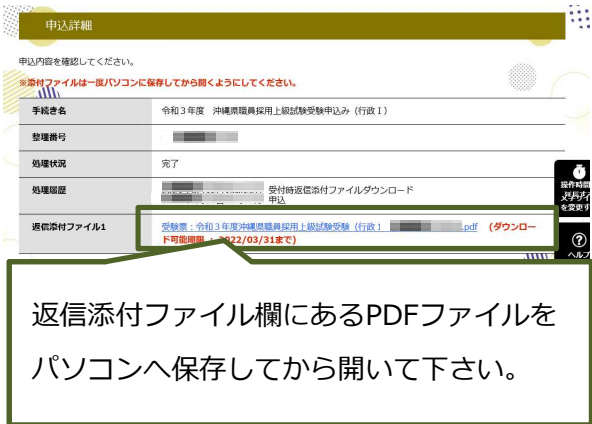 申込詳細
申込内容を確認してください。
※添付ファイルは一度パソコンに保存してから開くようにしてください。
手続き名 令和3年度 沖縄県職員採用上級試験受験申込み（行政Ⅰ）
整理番号
処理状況 完了
処理履歴 受付時返信添付ファイルダウンロード
申込
返信添付ファイル1 受験票：令和3年度沖縄県職員採用上級試験受験（行政Ⅰ .pdf (ダウンロー
ド可能期限 : 2022/03/31まで)
操作時間
を変更す
ヘルプ
返信添付ファイル欄にあるPDFファイルを
パソコンへ保存してから開いて下さい。